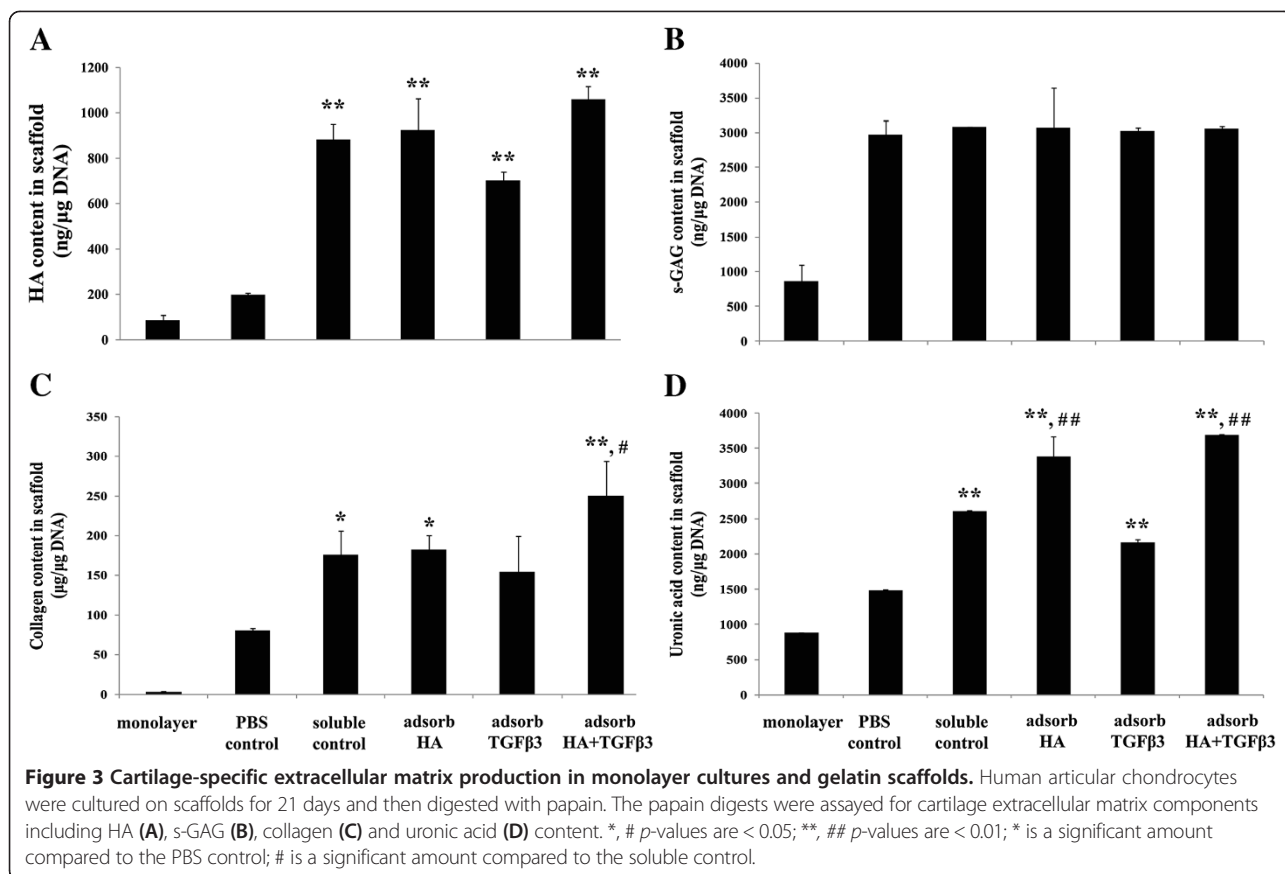 A
HA content in scaffold
(ng/µg DNA)
1200
1000
800
600
400
200
0
**
**
**
**
B
s-GAG content in scaffold
(ng/µg DNA)
4000
3500
3000
2500
2000
1500
1000
500
0
C
Collagen content in scaffold
(µg/µg DNA)
350
300
250
200
150
100
50
0
*
*
**, #
monolayer
PBS
control
soluble
control
adsorb
HA
adsorb
TGFβ3
adsorb
HA+TGFβ3
D
Uronic acid content in scaffold
(ng/µg DNA)
4000
3500
3000
2500
2000
1500
1000
500
0
**
**, ##
**
**, ##
monolayer
PBS
control
soluble
control
adsorb
HA
adsorb
TGFβ3
adsorb
HA+TGFβ3
Figure 3 Cartilage-specific extracellular matrix production in monolayer cultures and gelatin scaffolds. Human articular chondrocytes
were cultured on scaffolds for 21 days and then digested with papain. The papain digests were assayed for cartilage extracellular matrix components
including HA (A), s-GAG (B), collagen (C) and uronic acid (D) content. *, # p-values are < 0.05; **, ## p-values are < 0.01; * is a significant amount
compared to the PBS control; # is a significant amount compared to the soluble control.